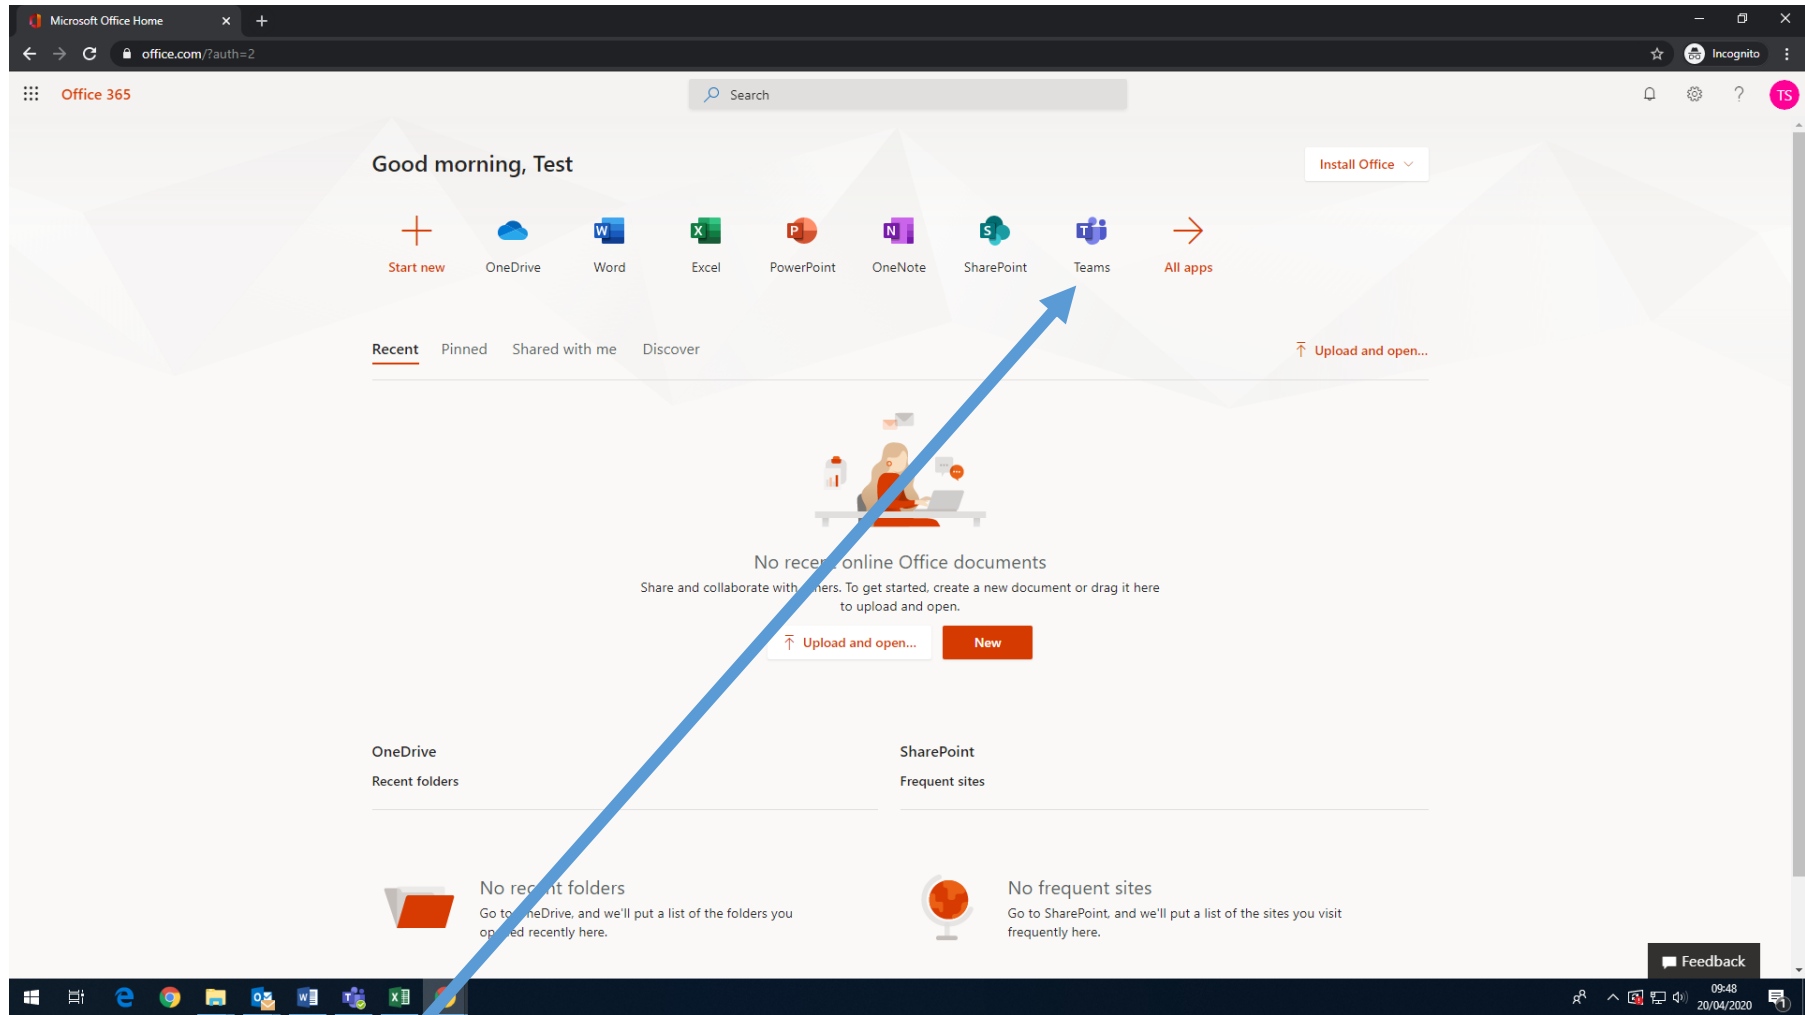 Microsoft Office Home
office.com/?auth=2
Incognito
Office 365
Search
TS
Good morning, Test
Install Office
Start new
OneDrive
Word
Excel
PowerPoint
OneNote
SharePoint
Teams
All apps
Recent Pinned Shared with me Discover
Upload and open...
No online Office documents
Share and collaborate To get started, create a new document or drag it here
to upload and open.
Upload and open...
New
OneDrive
Recent folders
SharePoint
Frequent sites
No folders
Go to and we'll put a list of the folders you
recently here.
No frequent sites
Go to SharePoint, and we'll put a list of the sites you visit
frequently here.
Feedback
09:48
20/04/2020